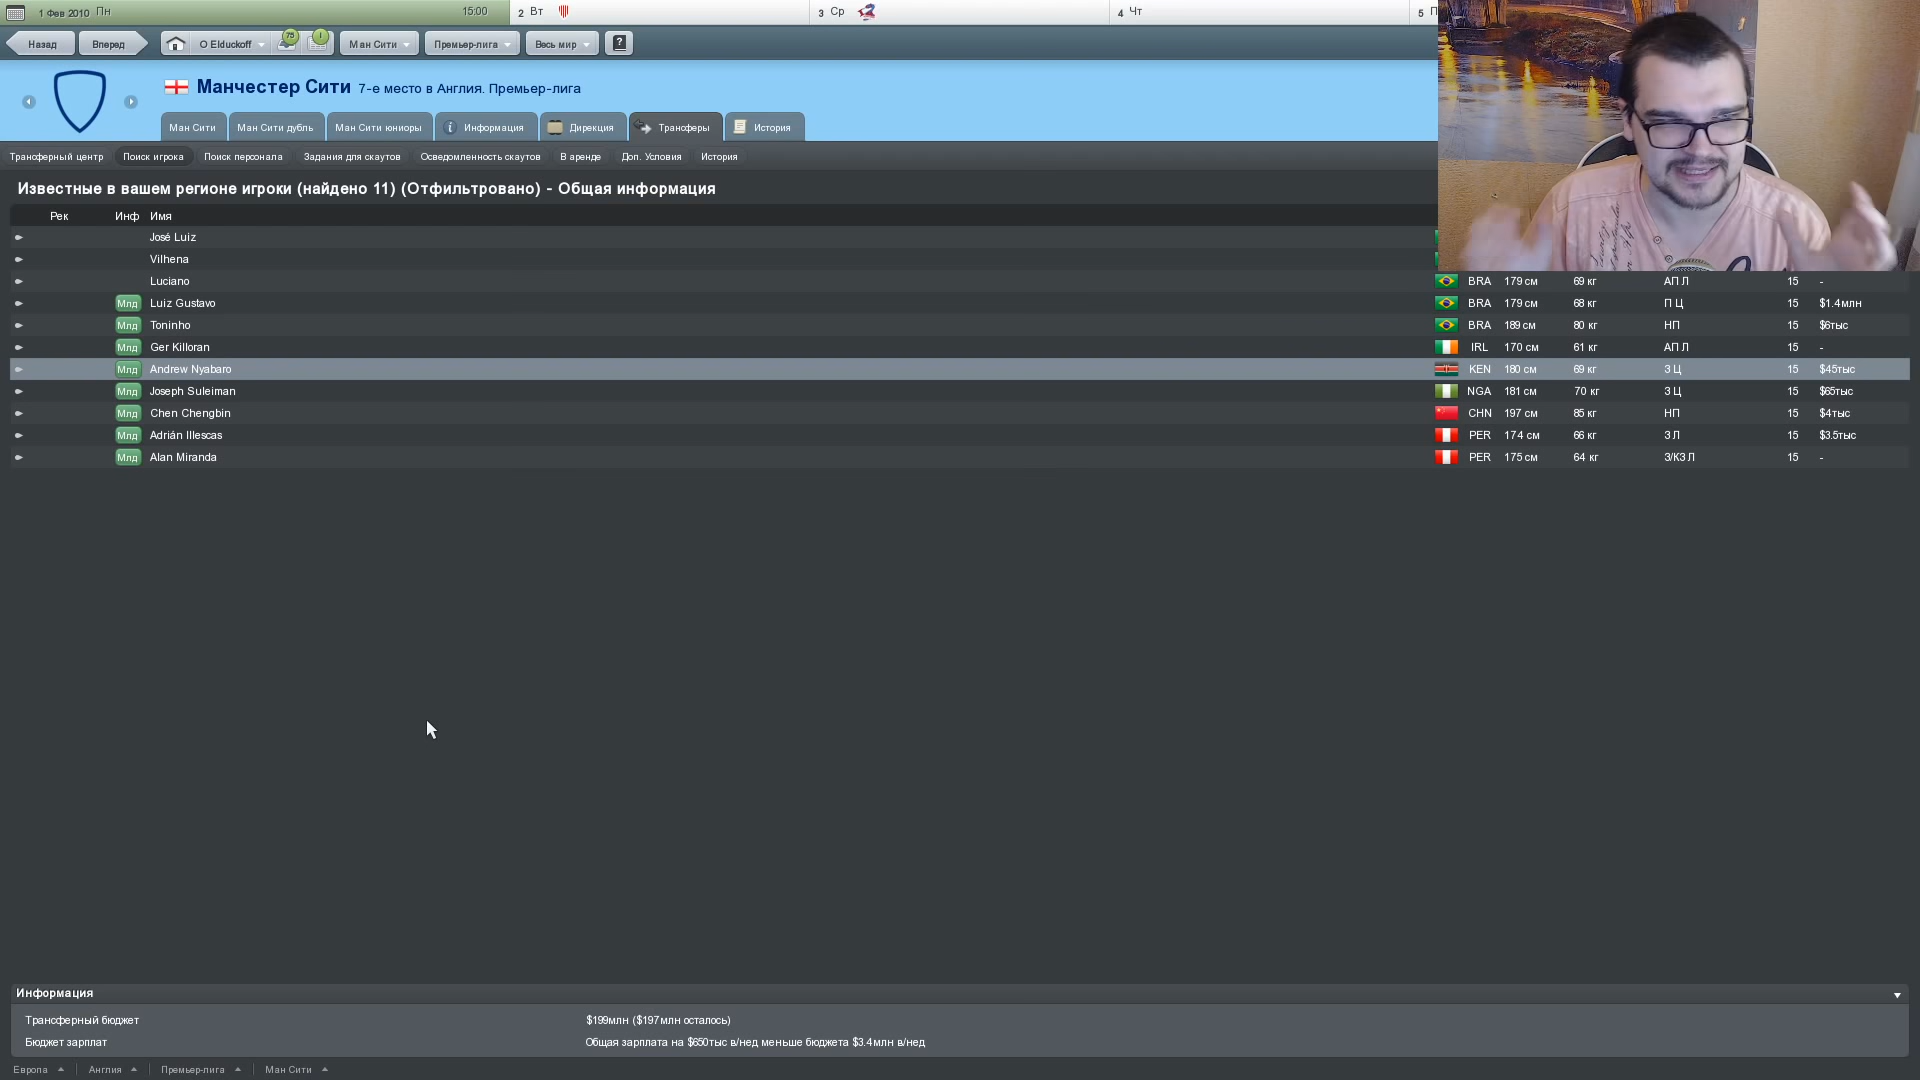 1 Фев 2010 Пн 15:00 2 Вт 3 Ср 4 Чт 5 П
Назад Вперед О Elduckoff 75 1 Ман Сити Премьер-лига Весь мир ?
Манчестер Сити 7-е место в Англия. Премьер-лига
Ман Сити Ман Сити дубль Ман Сити юниоры Информация Дирекция Трансферы История
Трансферный центр Поиск игрока Поиск персонала Задания для скаутов Осведомленность скаутов В аренде Доп. Условия История
Известные в вашем регионе игроки (найдено 11) (Отфильтровано) - Общая информация
Рек Инф Имя
José Luiz
Vilhena
Luciano BRA 179 см 69 кг АП Л 15 -
Млд Luiz Gustavo BRA 179 см 68 кг П Ц 15 $1.4млн
Млд Toninho BRA 189 см 80 кг НП 15 $6тыс
Млд Ger Killoran IRL 170 см 61 кг АП Л 15 -
Млд Andrew Nyabaro KEN 180 см 69 кг З Ц 15 $45тыс
Млд Joseph Suleiman NGA 181 см 70 кг З Ц 15 $65тыс
Млд Chen Chengbin CHN 197 см 85 кг НП 15 $4тыс
Млд Adrián Illescas PER 174 см 66 кг З Л 15 $3.5тыс
Млд Alan Miranda PER 175 см 64 кг З/КЗ Л 15 -
Информация
Трансферный бюджет $199млн ($197млн осталось)
Бюджет зарплат Общая зарплата на $650тыс в/нед меньше бюджета $3.4млн в/нед
Европа Англия Премьер-лига Ман Сити